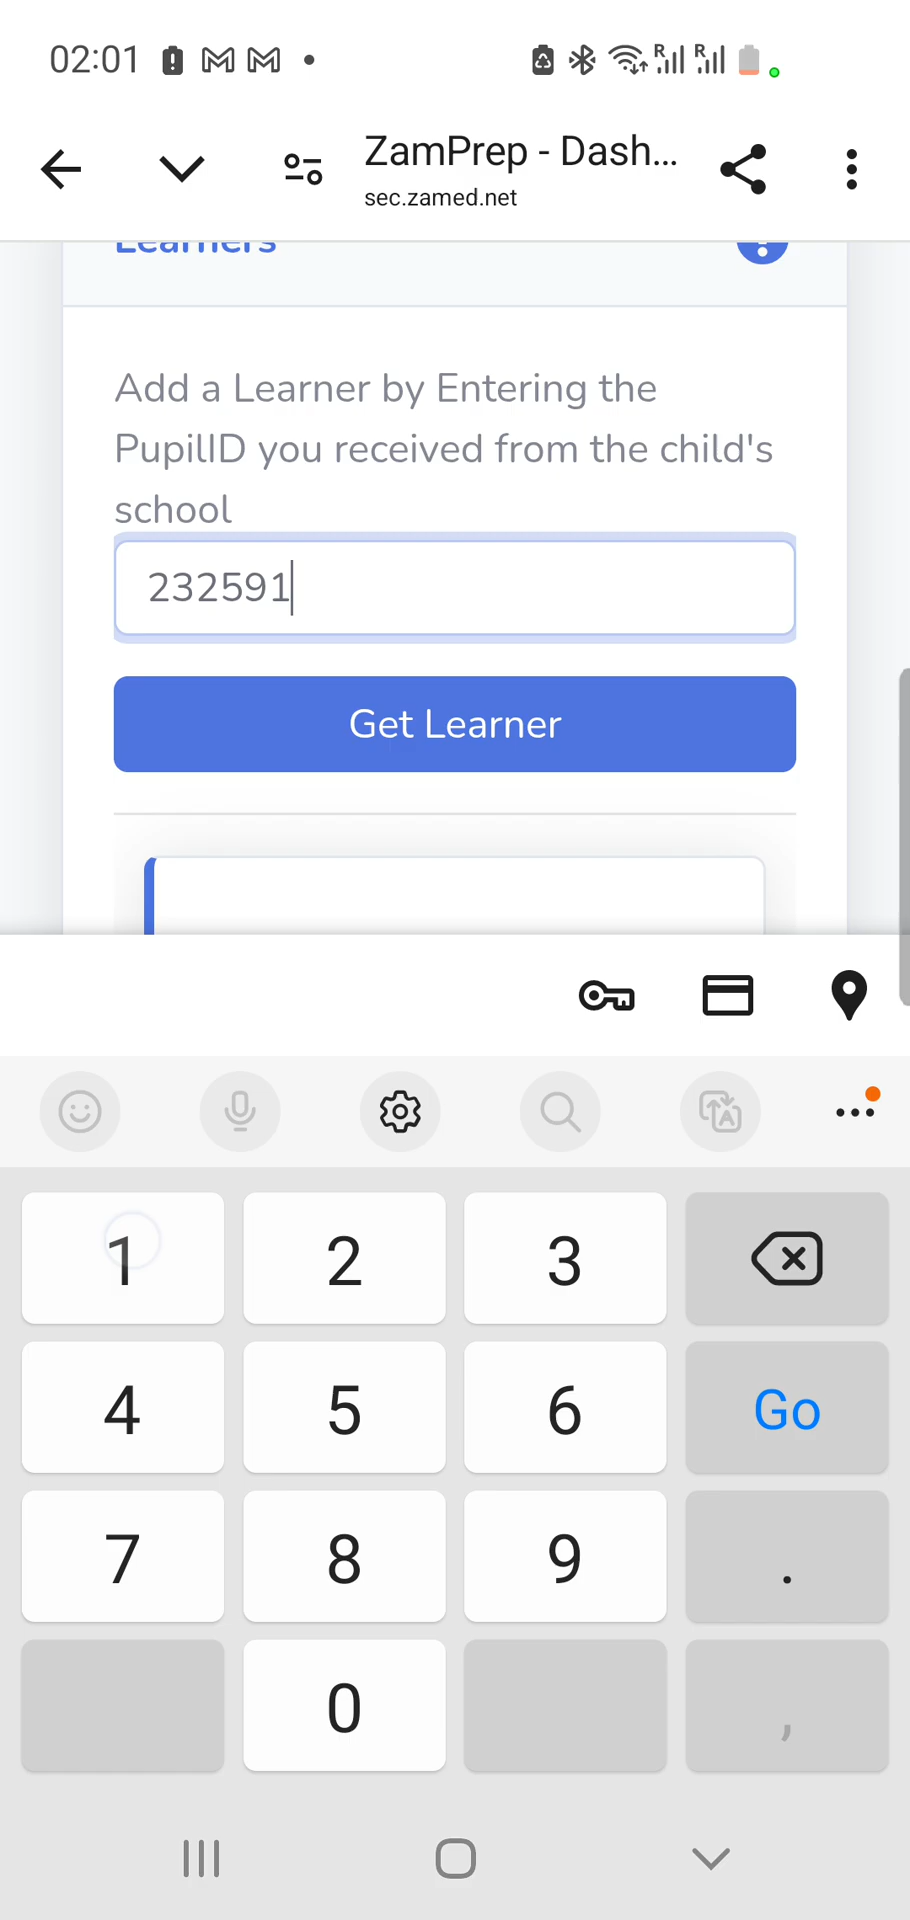 02:01
ZamPrep - Dash...
sec.zamed.net
Learners
Add a Learner by Entering the
PupilID you received from the child's
school
232591
Get Learner
1 2 3
4 5 6 Go
7 8 9 .
0 ,